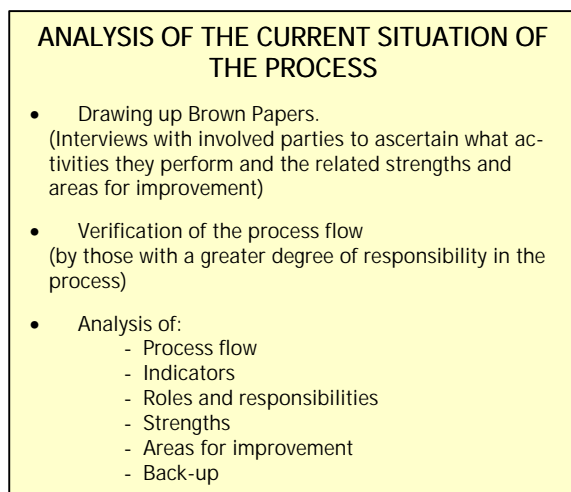 ANALYSIS OF THE CURRENT SITUATION OF
THE PROCESS
• Drawing up Brown Papers.
(Interviews with involved parties to ascertain what ac-
tivities they perform and the related strengths and
areas for improvement)
• Verification of the process flow
(by those with a greater degree of responsibility in the
process)
• Analysis of:
- Process flow
- Indicators
- Roles and responsibilities
- Strengths
- Areas for improvement
- Back-up